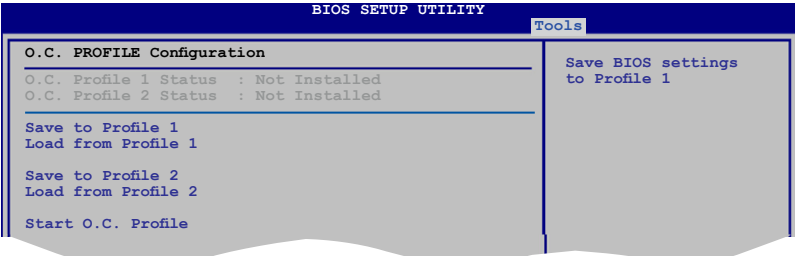 BIOS SETUP UTILITY
Tools
O.C. PROFILE Configuration
O.C. Profile 1 Status : Not Installed
O.C. Profile 2 Status : Not Installed
Save to Profile 1
Load from Profile 1
Save to Profile 2
Load from Profile 2
Start O.C. Profile
Save BIOS settings
to Profile 1